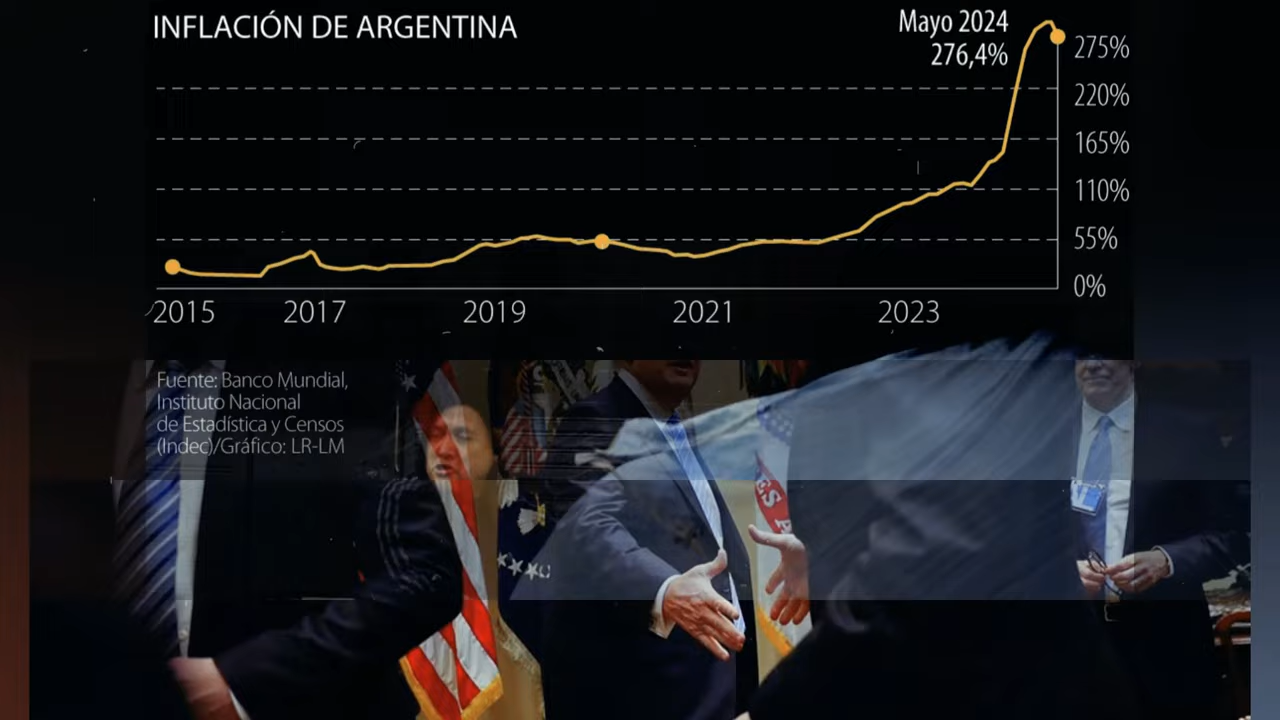 INFLACIÓN DE ARGENTINA
Mayo 2024
276,4%
275%
220%
165%
110%
55%
0%
2015 2017 2019 2021 2023
Fuente: Banco Mundial,
Instituto Nacional
de Estadística y Censos
(Indec)/Gráfico: LR-LM